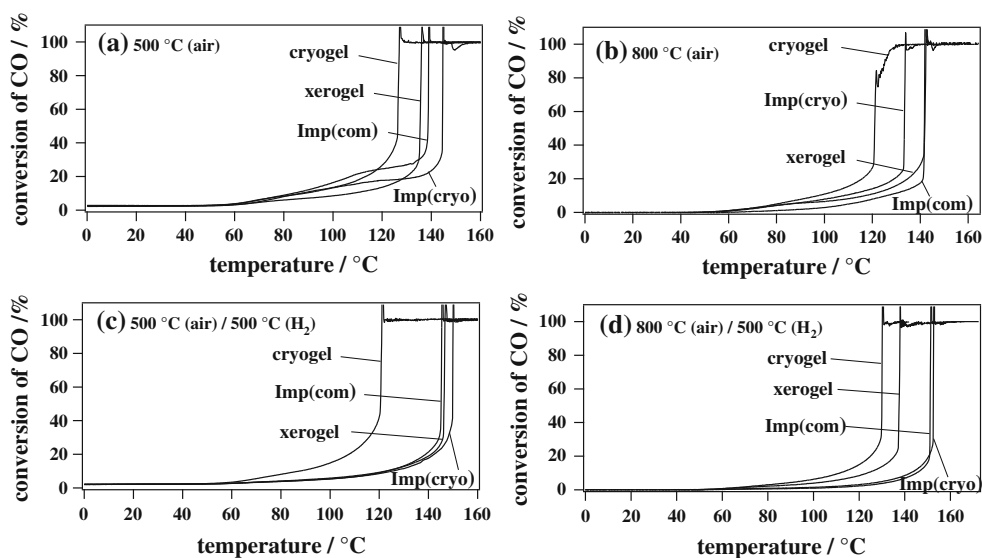 (a) 500 °C (air)
conversion of CO / %
100
80
60
40
20
0
cryogel
xerogel
Imp(com)
Imp(cryo)
0 20 40 60 80 100 120 140 160
temperature / °C
(b) 800 °C (air)
conversion of CO / %
100
80
60
40
20
0
cryogel
Imp(cryo)
xerogel
Imp(com)
0 20 40 60 80 100 120 140 160
temperature / °C
(c) 500 °C (air) / 500 °C (H2)
conversion of CO / %
100
80
60
40
20
0
cryogel
Imp(com)
xerogel
Imp(cryo)
0 20 40 60 80 100 120 140 160
temperature / °C
(d) 800 °C (air) / 500 °C (H2)
conversion of CO / %
100
80
60
40
20
0
cryogel
xerogel
Imp(com)
Imp(cryo)
0 20 40 60 80 100 120 140 160
temperature / °C